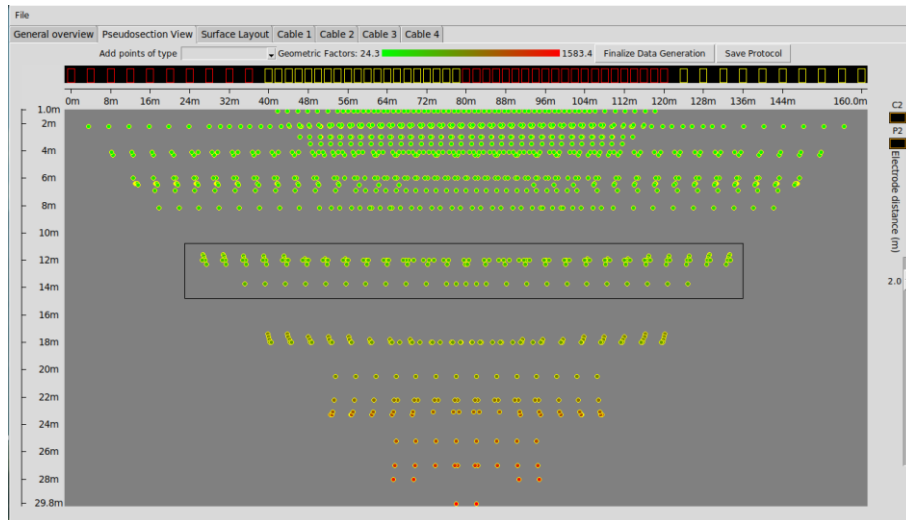 File
General overview Pseudosection View Surface Layout Cable 1 Cable 2 Cable 3 Cable 4
Add points of type Geometric Factors: 24.3 1583.4 Finalize Data Generation Save Protocol
0m 8m 16m 24m 32m 40m 48m 56m 64m 72m 80m 88m 96m 104m 112m 120m 128m 136m 144m 160.0m
1.0m
2m
4m
6m
8m
10m
12m
14m
16m
18m
20m
22m
24m
26m
28m
29.8m
C2
P2
Electrode distance (m)
2.0